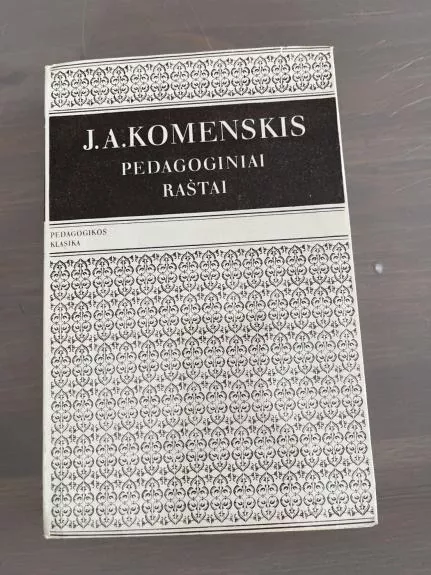 J.A.KOMENSKIS
PEDAGOGINIAI
RAŠTAI
PEDAGOGIKOS
KLASIKA